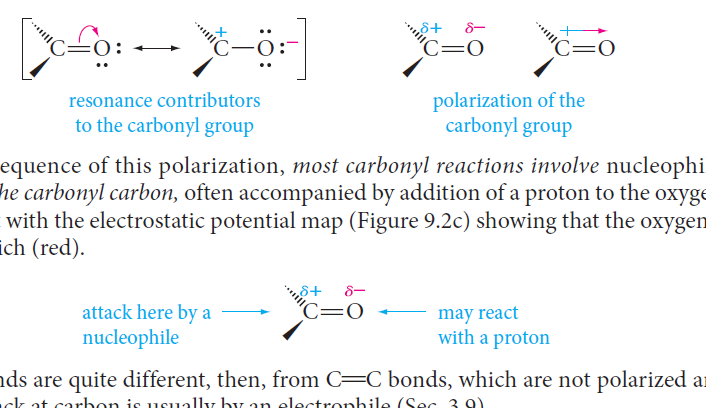 C=O: ⟷ C+—O:−
δ+ δ− C=O
C=O
resonance contributors
to the carbonyl group
polarization of the
carbonyl group
equence of this polarization, most carbonyl reactions involve nucleophi
he carbonyl carbon, often accompanied by addition of a proton to the oxyge
with the electrostatic potential map (Figure 9.2c) showing that the oxygen
ich (red).
δ+ δ−
attack here by a
nucleophile
C=O
may react
with a proton
nds are quite different, then, from C=C bonds, which are not polarized a
ck at carbon is usually by an electrophile (Sec. 3.9)